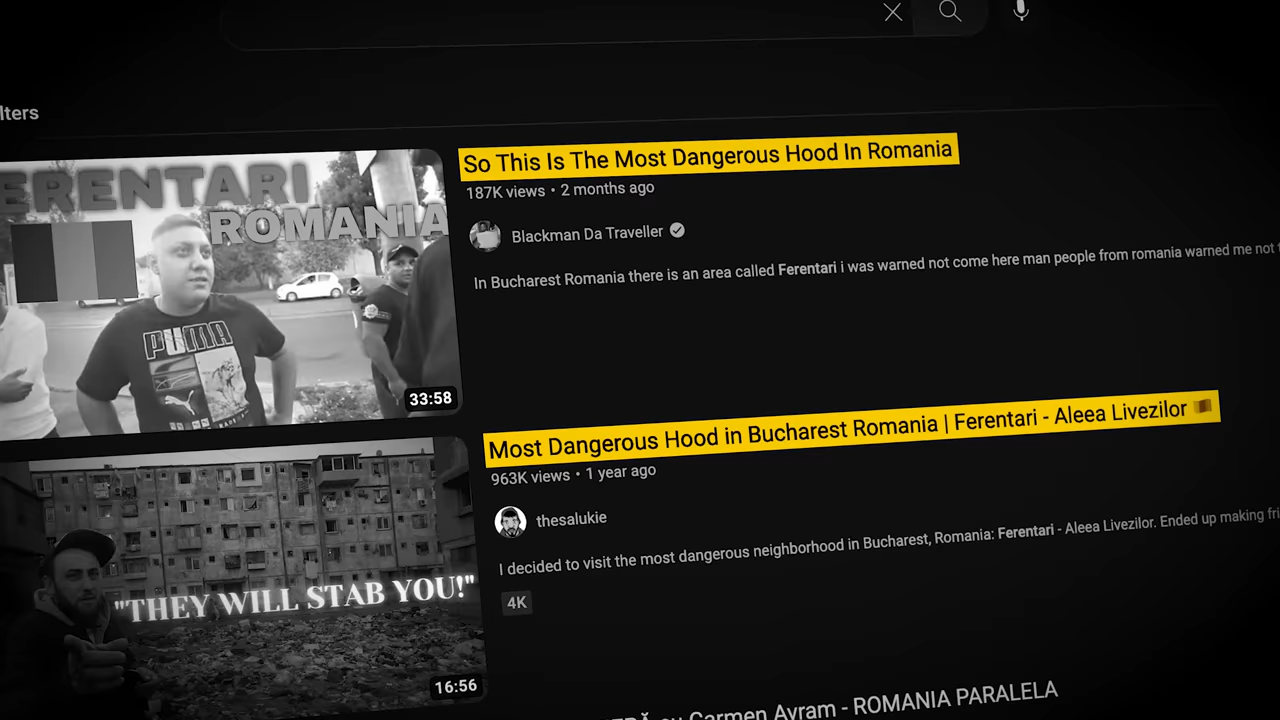 lters
ERENTARI
ROMANIA
PUMA
33:58
So This Is The Most Dangerous Hood In Romania
187K views • 2 months ago
Blackman Da Traveller
In Bucharest Romania there is an area called Ferentari i was warned not come here man people from romania warned me not
"THEY WILL STAB YOU!"
16:56
Most Dangerous Hood in Bucharest Romania | Ferentari - Aleea Livezilor
963K views • 1 year ago
thesalukie
I decided to visit the most dangerous neighborhood in Bucharest, Romania: Ferentari - Aleea Livezilor. Ended up making fri
4K
cu Carmen Avram - ROMANIA PARALELA